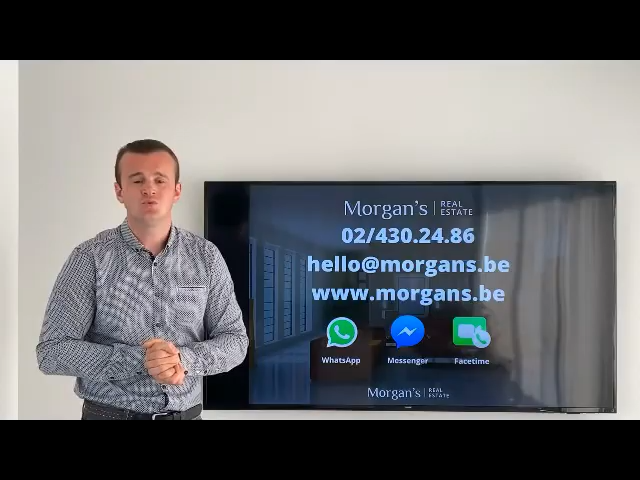 Morgan's | REAL ESTATE
02/430.24.86
hello@morgans.be
www.morgans.be
WhatsApp Messenger Facetime
Morgan's | REAL ESTATE